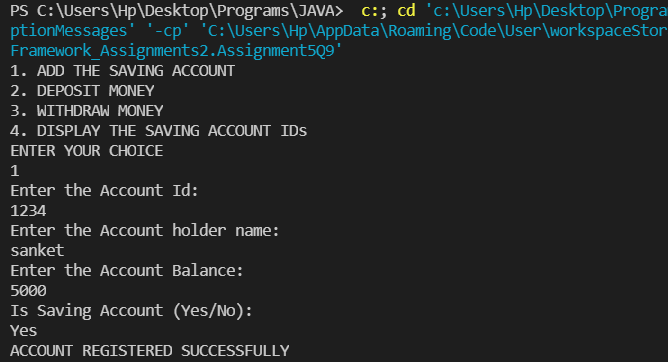 PS C:\Users\Hp\Desktop\Programs\JAVA>  c:; cd 'c:\Users\Hp\Desktop\Progra
ptionMessages' '-cp' 'C:\Users\Hp\AppData\Roaming\Code\User\workspaceStor
Framework_Assignments2.Assignment5Q9'
1. ADD THE SAVING ACCOUNT
2. DEPOSIT MONEY
3. WITHDRAW MONEY
4. DISPLAY THE SAVING ACCOUNT IDs
ENTER YOUR CHOICE
1
Enter the Account Id:
1234
Enter the Account holder name:
sanket
Enter the Account Balance:
5000
Is Saving Account (Yes/No):
Yes
ACCOUNT REGISTERED SUCCESSFULLY